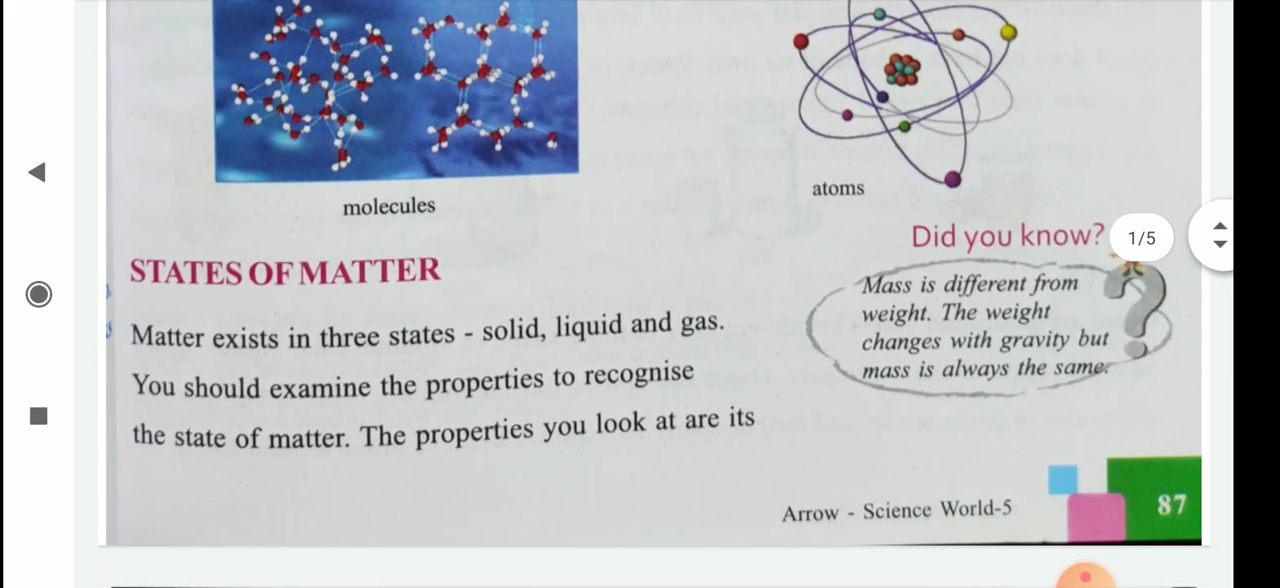 molecules
atoms
Did you know?
1/5
STATES OF MATTER
Mass is different from
weight. The weight
changes with gravity but
mass is always the same.
Matter exists in three states - solid, liquid and gas.
You should examine the properties to recognise
the state of matter. The properties you look at are its
Arrow - Science World-5
87